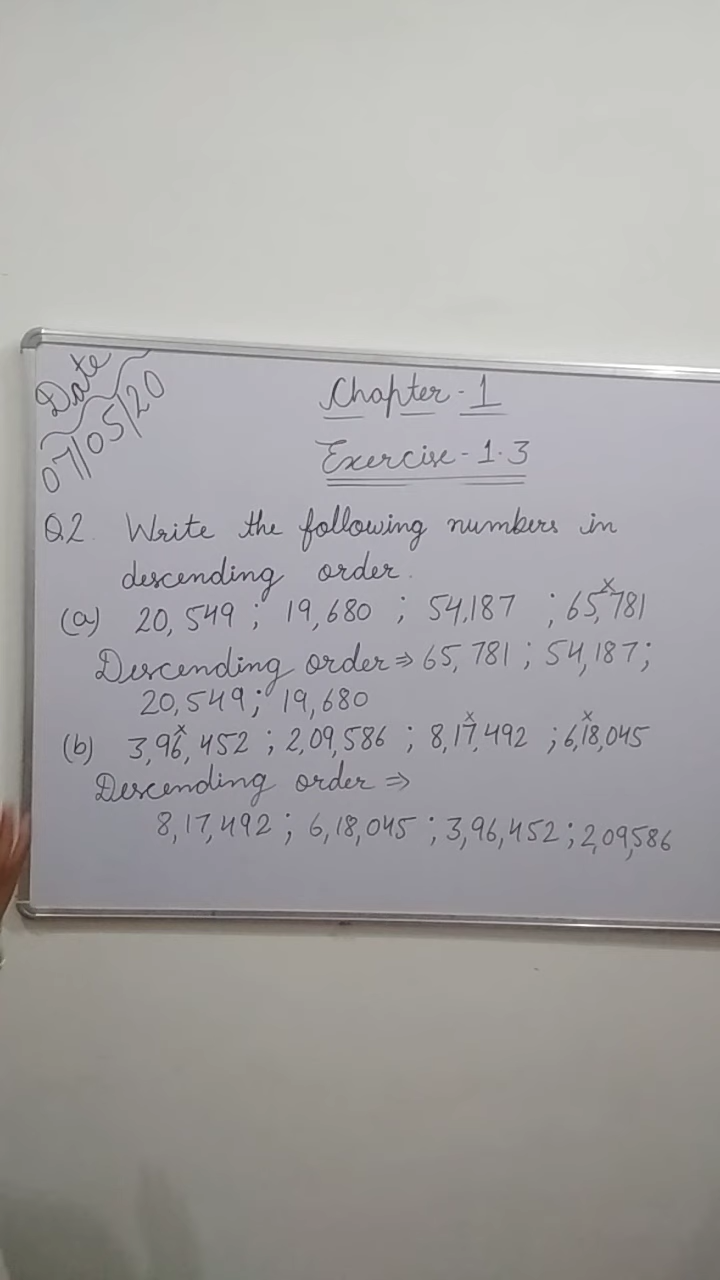 Date
07/05/20
Chapter - 1
Exercise - 1.3
Q.2. Write the following numbers in
descending order.
(a) 20,549 ; 19,680 ; 54,187 ; 65,781
Descending order ⇒ 65,781 ; 54,187 ;
20,549 ; 19,680
(b) 3,96,452 ; 2,09,586 ; 8,17,492 ; 6,18,045
Descending order ⇒
8,17,492 ; 6,18,045 ; 3,96,452 ; 2,09,586